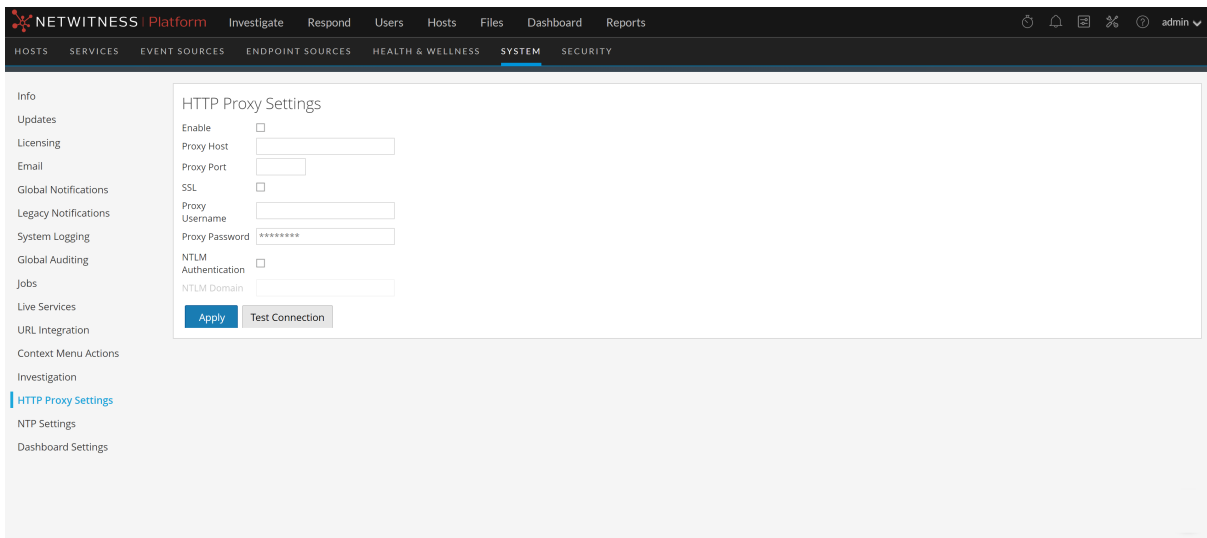 NETWITNESS | Platform Investigate Respond Users Hosts Files Dashboard Reports admin
HOSTS SERVICES EVENT SOURCES ENDPOINT SOURCES HEALTH & WELLNESS SYSTEM SECURITY
Info
Updates
Licensing
Email
Global Notifications
Legacy Notifications
System Logging
Global Auditing
Jobs
Live Services
URL Integration
Context Menu Actions
Investigation
HTTP Proxy Settings
NTP Settings
Dashboard Settings
HTTP Proxy Settings
Enable
Proxy Host
Proxy Port
SSL
Proxy
Username
Proxy Password ********
NTLM
Authentication
NTLM Domain
Apply Test Connection